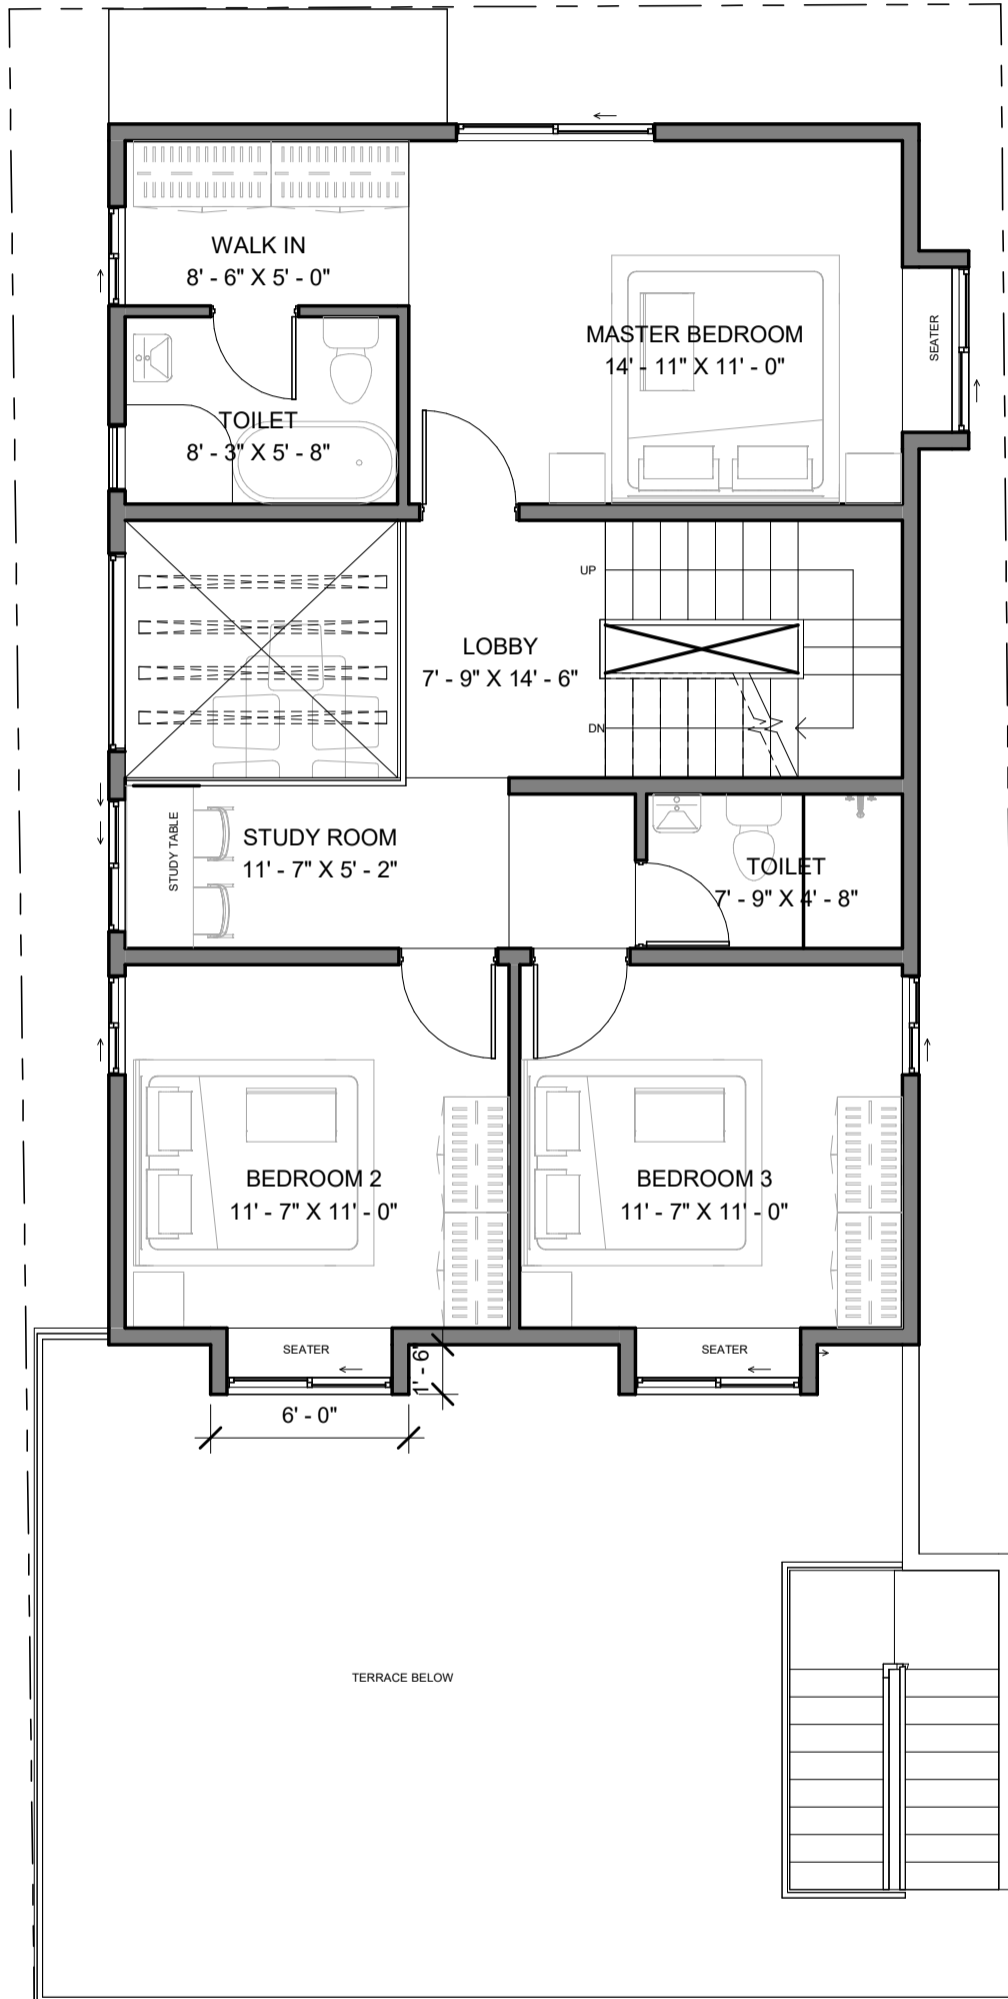 WALK IN
8' - 6" X 5' - 0"
MASTER BEDROOM
14' - 11" X 11' - 0"
SEATER
TOILET
8' - 3" X 5' - 8"
UP
LOBBY
7' - 9" X 14' - 6"
DN
STUDY TABLE
STUDY ROOM
11' - 7" X 5' - 2"
TOILET
7' - 9" X 4' - 8"
BEDROOM 2
11' - 7" X 11' - 0"
BEDROOM 3
11' - 7" X 11' - 0"
SEATER
1' - 6"
SEATER
6' - 0"
TERRACE BELOW